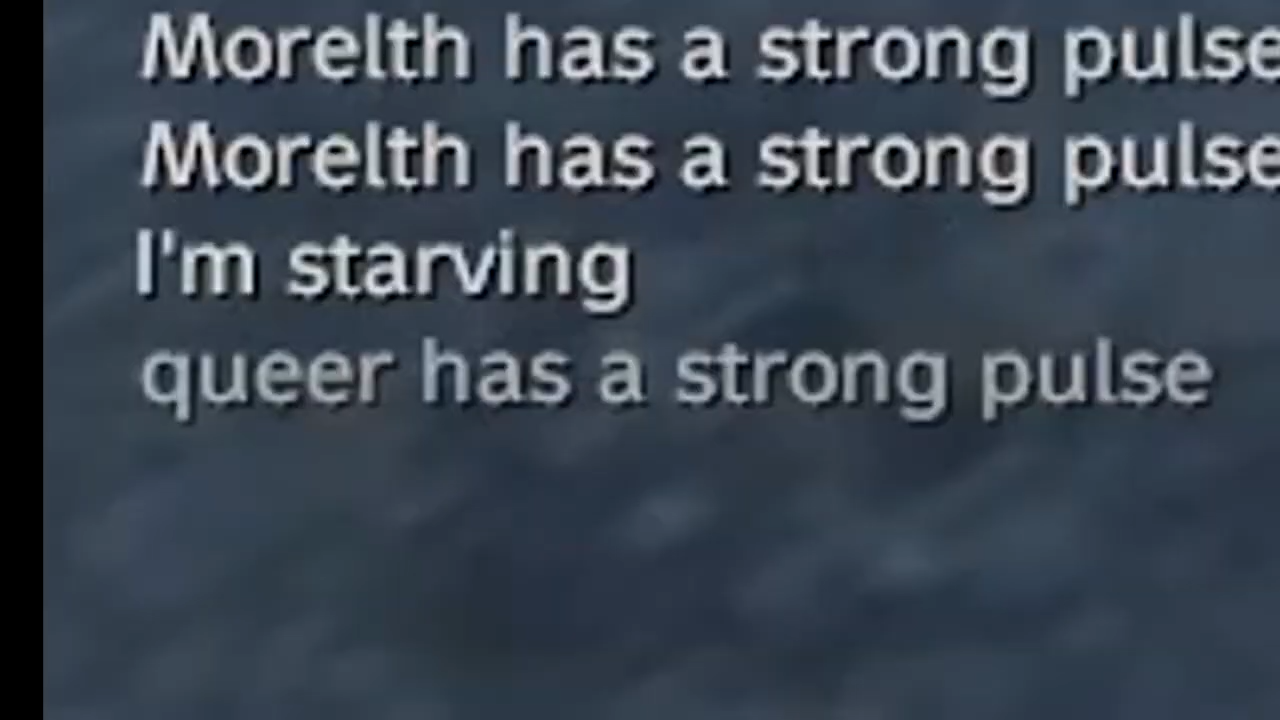 Morelth has a strong pulse
Morelth has a strong pulse
I'm starving
queer has a strong pulse